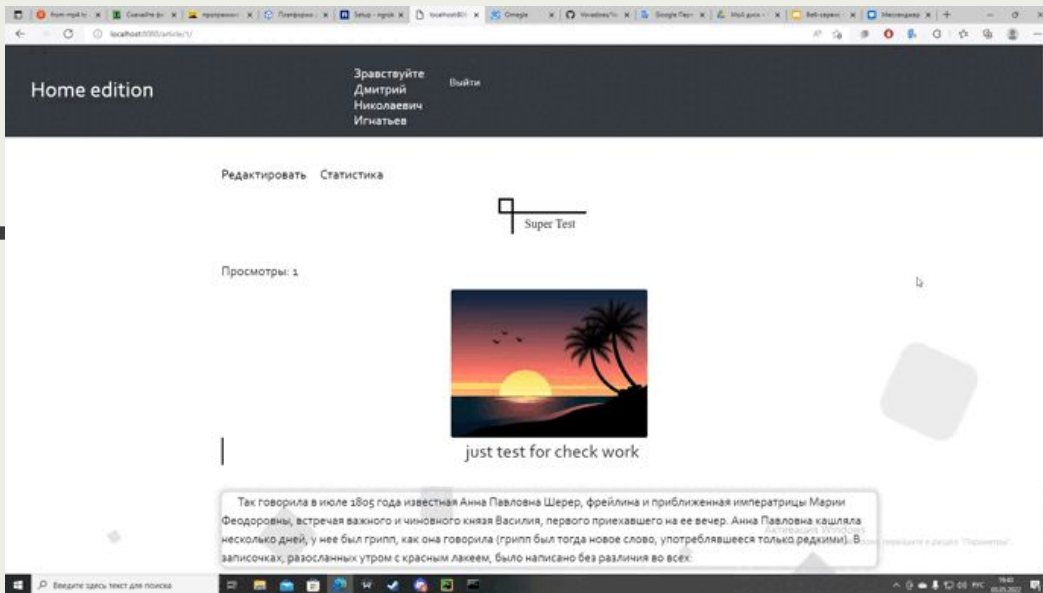 localhost:8080/article/1/
Home edition
Зравствуйте
Дмитрий
Николаевич
Игнатьев
Выйти
Редактировать Статистика
Super Test
Просмотры: 1
just test for check work
Так говорила в июле 1805 года известная Анна Павловна Шерер, фрейлина и приближенная императрицы Марии
Феодоровны, встречая важного и чиновного князя Василия, первого приехавшего на ее вечер. Анна Павловна кашляла
несколько дней, у нее был грипп, как она говорила (грипп был тогда новое слово, употреблявшееся только редкими). В
записочках, разосланных утром с красным лакеем, было написано без различия во всех:
Активация Windows
перейдите в раздел "Параметры".
Введите здесь текст для поиска
РУС